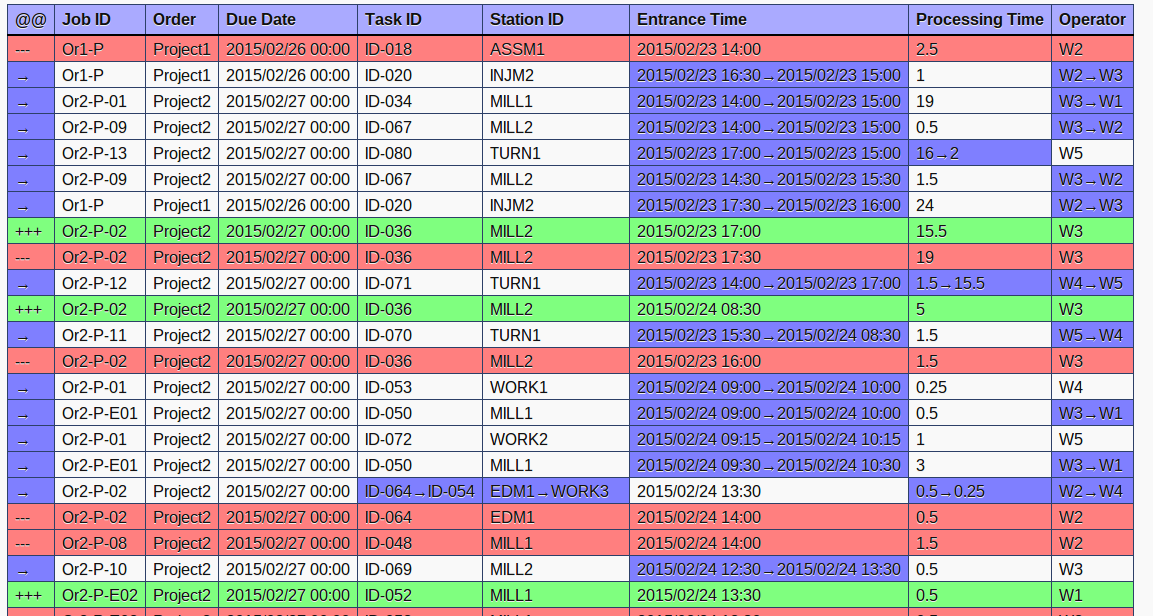 @@ Job ID Order Due Date Task ID Station ID Entrance Time Processing Time Operator
--- Or1-P Project1 2015/02/26 00:00 ID-018 ASSM1 2015/02/23 14:00 2.5 W2
→ Or1-P Project1 2015/02/26 00:00 ID-020 INJM2 2015/02/23 16:30→2015/02/23 15:00 1 W2→W3
→ Or2-P-01 Project2 2015/02/27 00:00 ID-034 MILL1 2015/02/23 14:00→2015/02/23 15:00 19 W3→W1
→ Or2-P-09 Project2 2015/02/27 00:00 ID-067 MILL2 2015/02/23 14:00→2015/02/23 15:00 0.5 W3→W2
→ Or2-P-13 Project2 2015/02/27 00:00 ID-080 TURN1 2015/02/23 17:00→2015/02/23 15:00 16→2 W5
→ Or2-P-09 Project2 2015/02/27 00:00 ID-067 MILL2 2015/02/23 14:30→2015/02/23 15:30 1.5 W3→W2
→ Or1-P Project1 2015/02/26 00:00 ID-020 INJM2 2015/02/23 17:30→2015/02/23 16:00 24 W2→W3
+++ Or2-P-02 Project2 2015/02/27 00:00 ID-036 MILL2 2015/02/23 17:00 15.5 W3
--- Or2-P-02 Project2 2015/02/27 00:00 ID-036 MILL2 2015/02/23 17:30 19 W3
→ Or2-P-12 Project2 2015/02/27 00:00 ID-071 TURN1 2015/02/23 14:00→2015/02/23 17:00 1.5→15.5 W4→W5
+++ Or2-P-02 Project2 2015/02/27 00:00 ID-036 MILL2 2015/02/24 08:30 5 W3
→ Or2-P-11 Project2 2015/02/27 00:00 ID-070 TURN1 2015/02/23 15:30→2015/02/24 08:30 1.5 W5→W4
--- Or2-P-02 Project2 2015/02/27 00:00 ID-036 MILL2 2015/02/23 16:00 1.5 W3
→ Or2-P-01 Project2 2015/02/27 00:00 ID-053 WORK1 2015/02/24 09:00→2015/02/24 10:00 0.25 W4
→ Or2-P-E01 Project2 2015/02/27 00:00 ID-050 MILL1 2015/02/24 09:00→2015/02/24 10:00 0.5 W3→W1
→ Or2-P-01 Project2 2015/02/27 00:00 ID-072 WORK2 2015/02/24 09:15→2015/02/24 10:15 1 W5
→ Or2-P-E01 Project2 2015/02/27 00:00 ID-050 MILL1 2015/02/24 09:30→2015/02/24 10:30 3 W3→W1
→ Or2-P-02 Project2 2015/02/27 00:00 ID-064→ID-054 EDM1→WORK3 2015/02/24 13:30 0.5→0.25 W2→W4
--- Or2-P-02 Project2 2015/02/27 00:00 ID-064 EDM1 2015/02/24 14:00 0.5 W2
--- Or2-P-08 Project2 2015/02/27 00:00 ID-048 MILL1 2015/02/24 14:00 1.5 W2
→ Or2-P-10 Project2 2015/02/27 00:00 ID-069 MILL2 2015/02/24 12:30→2015/02/24 13:30 0.5 W3
+++ Or2-P-E02 Project2 2015/02/27 00:00 ID-052 MILL1 2015/02/24 13:30 0.5 W1